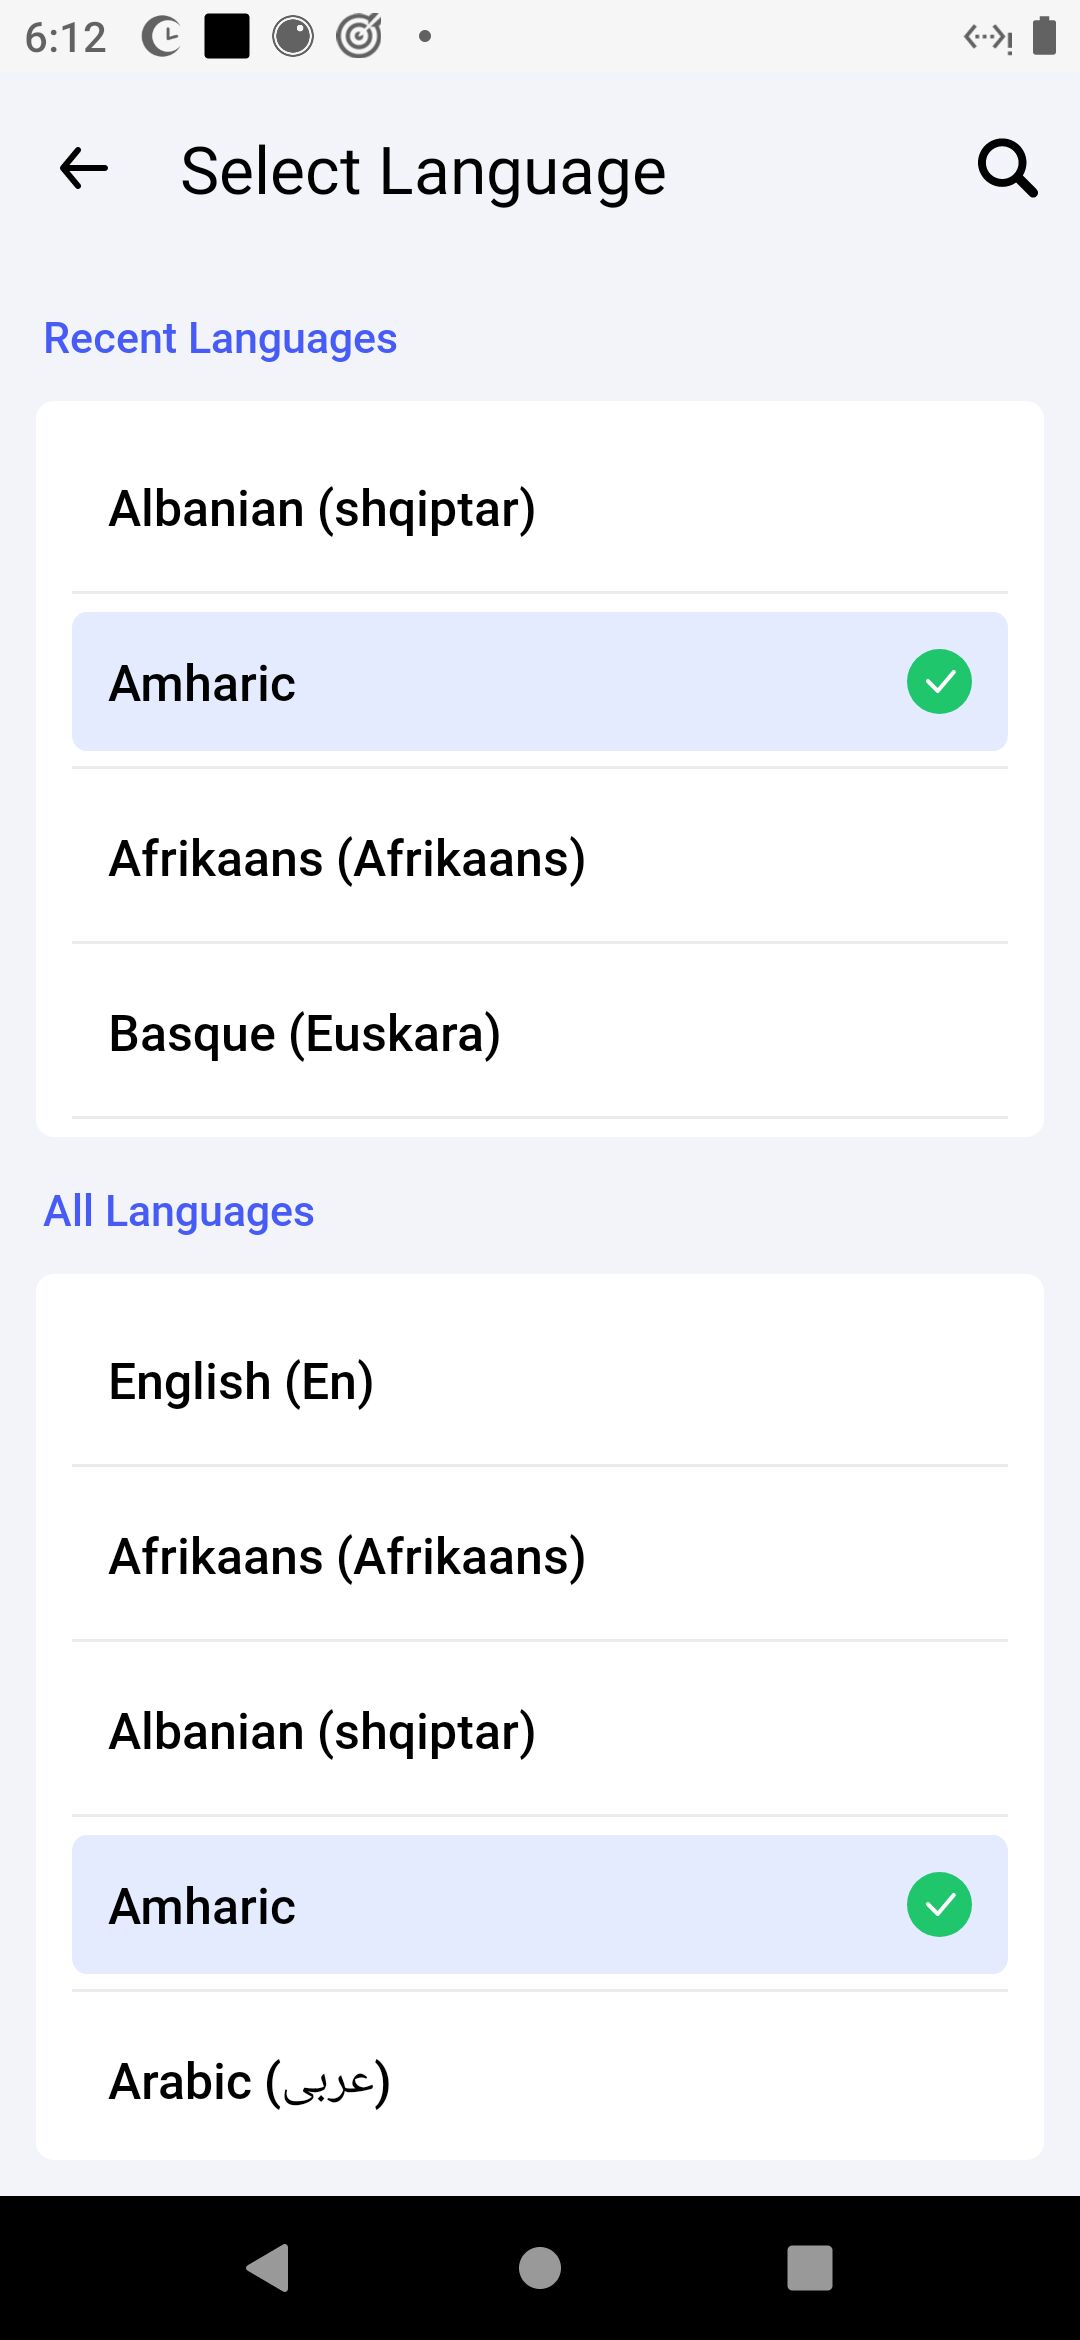 6:12
Select Language
Recent Languages
Albanian (shqiptar)
Amharic
Afrikaans (Afrikaans)
Basque (Euskara)
All Languages
English (En)
Afrikaans (Afrikaans)
Albanian (shqiptar)
Amharic
Arabic (عربی)